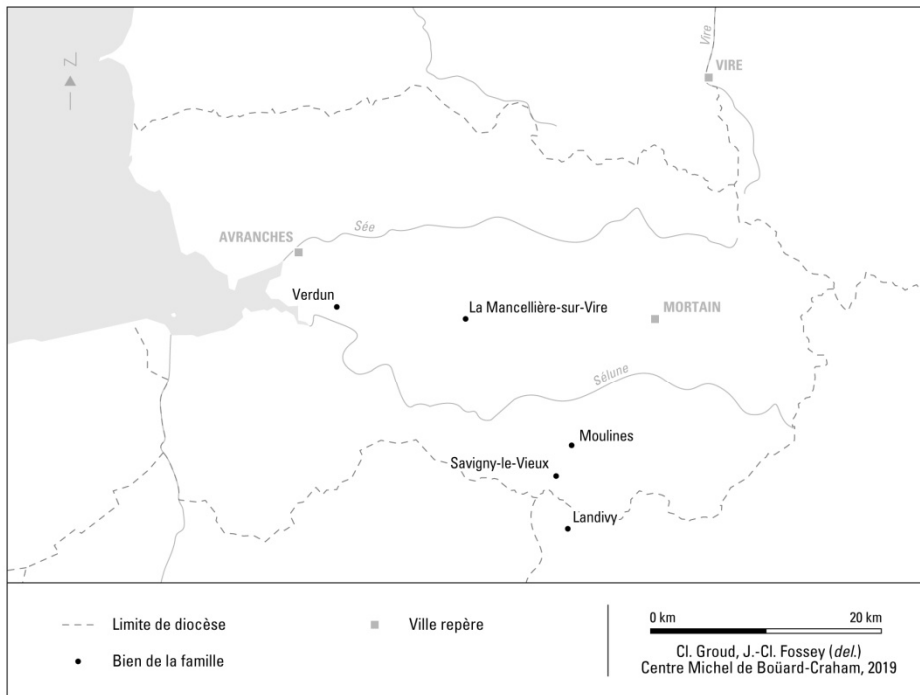 Z
Vire
VIRE
Sée
AVRANCHES
Verdun
La Mancellière-sur-Vire
MORTAIN
Sélune
Moulines
Savigny-le-Vieux
Landivy
Limite de diocèse
Ville repère
Bien de la famille
0 km 20 km
Cl. Groud, J.-Cl. Fossey (del.)
Centre Michel de Boüard-Craham, 2019